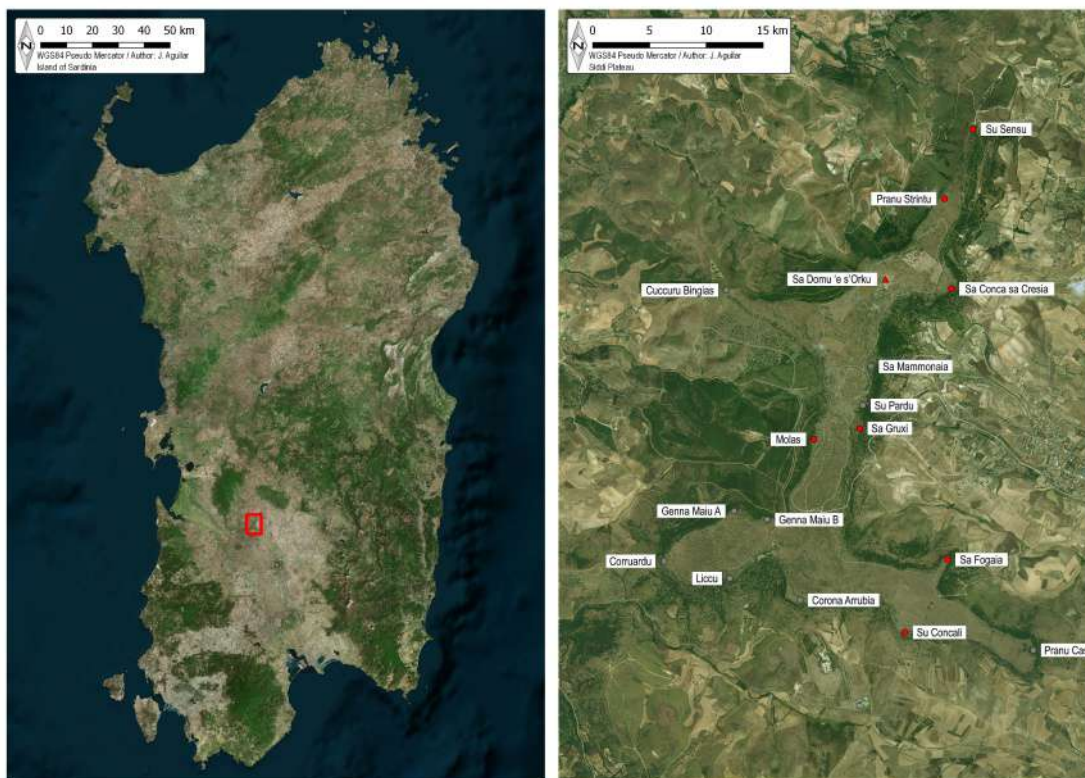 0 10 20 30 40 50 km
WGS84 Pseudo Mercator / Author: J. Aguilar
Island of Sardinia
N
0 5 10 15 km
WGS84 Pseudo Mercator / Author: J. Aguilar
Siddi Plateau
N
Su Sensu
Pranu Strintu
Sa Domu 'e s'Orku
Cuccuru Bingias
Sa Conca sa Cresia
Sa Mammonaia
Su Pardu
Sa Gruxi
Molas
Genna Maiu A
Genna Maiu B
Corruardu
Sa Fogaia
Liccu
Corona Arrubia
Su Concali
Pranu Cas